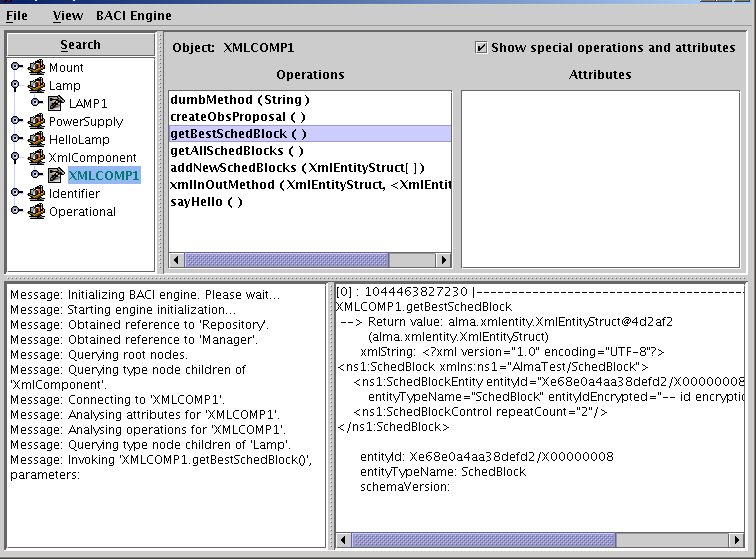 File View BACI Engine
Search
Mount
Lamp
LAMP1
PowerSupply
HelloLamp
XmlComponent
XMLCOMP1
Identifier
Operational
Object: XMLCOMP1
Show special operations and attributes
Operations
Attributes
dumbMethod (String )
createObsProposal ( )
getBestSchedBlock ( )
getAllSchedBlocks ( )
addNewSchedBlocks (XmlEntityStruct[ ])
xmlInOutMethod (XmlEntityStruct, <XmlEntit
sayHello ( )
Message: Initializing BACI engine. Please wait...
Message: Starting engine initialization...
Message: Obtained reference to 'Repository'.
Message: Obtained reference to 'Manager'.
Message: Querying root nodes.
Message: Querying type node children of
'XmlComponent'.
Message: Connecting to 'XMLCOMP1'.
Message: Analysing attributes for 'XMLCOMP1'.
Message: Analysing operations for 'XMLCOMP1'.
Message: Querying type node children of 'Lamp'.
Message: Invoking 'XMLCOMP1.getBestSchedBlock()',
parameters:
[0] : 1044463827230 |-----------------------------------------
XMLCOMP1.getBestSchedBlock
--> Return value: alma.xmlentity.XmlEntityStruct@4d2af2
(alma.xmlentity.XmlEntityStruct)
xmlString: <?xml version="1.0" encoding="UTF-8"?>
<ns1:SchedBlock xmlns:ns1="AlmaTest/SchedBlock">
<ns1:SchedBlockEntity entityId="Xe68e0a4aa38defd2/X00000008
entityTypeName="SchedBlock" entityIdEncrypted="-- id encryptio
<ns1:SchedBlockControl repeatCount="2"/>
</ns1:SchedBlock>
entityId: Xe68e0a4aa38defd2/X00000008
entityTypeName: SchedBlock
schemaVersion: